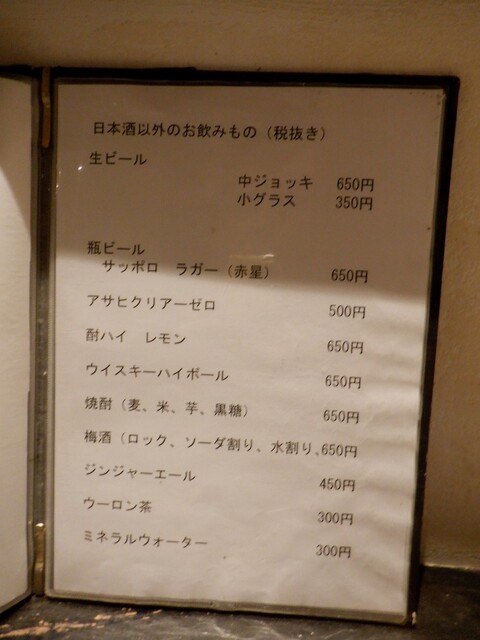 日本酒以外のお飲みもの（税抜き）
生ビール
中ジョッキ 650円
小グラス 350円
瓶ビール
サッポロ ラガー（赤星） 650円
アサヒクリアーゼロ 500円
酎ハイ レモン 650円
ウイスキーハイボール 650円
焼酎（麦、米、芋、黒糖） 650円
梅酒（ロック、ソーダ割り、水割り、650円
ジンジャーエール 450円
ウーロン茶 300円
ミネラルウォーター 300円